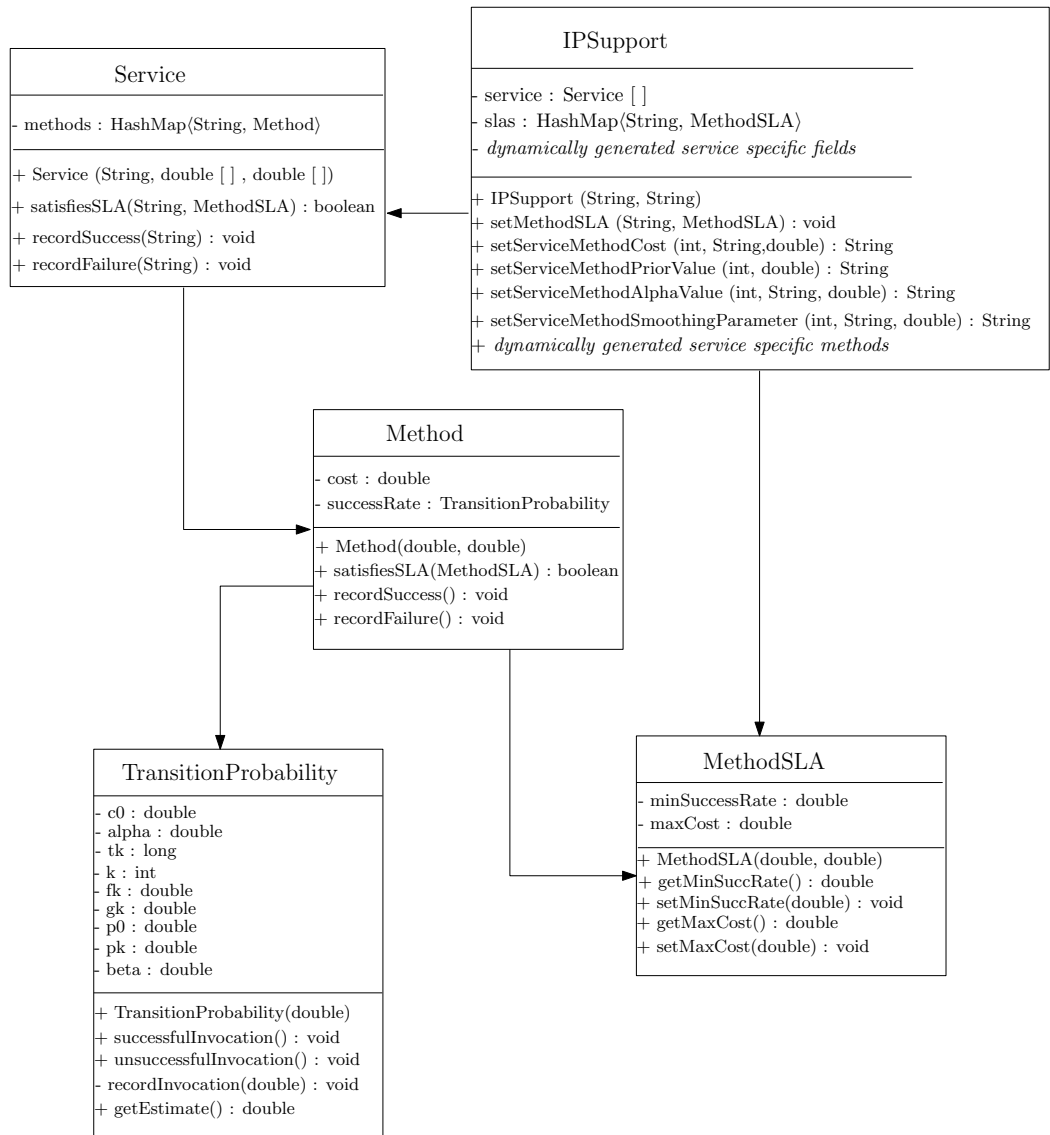 Service
- methods : HashMap⟨String, Method⟩
+ Service (String, double [ ] , double [ ])
+ satisfiesSLA(String, MethodSLA) : boolean
+ recordSuccess(String) : void
+ recordFailure(String) : void
IPSupport
- service : Service [ ]
- slas : HashMap⟨String, MethodSLA⟩
- dynamically generated service specific fields
+ IPSupport (String, String)
+ setMethodSLA (String, MethodSLA) : void
+ setServiceMethodCost (int, String,double) : String
+ setServiceMethodPriorValue (int, double) : String
+ setServiceMethodAlphaValue (int, String, double) : String
+ setServiceMethodSmoothingParameter (int, String, double) : String
+ dynamically generated service specific methods
Method
- cost : double
- successRate : TransitionProbability
+ Method(double, double)
+ satisfiesSLA(MethodSLA) : boolean
+ recordSuccess() : void
+ recordFailure() : void
TransitionProbability
- c0 : double
- alpha : double
- tk : long
- k : int
- fk : double
- gk : double
- p0 : double
- pk : double
- beta : double
+ TransitionProbability(double)
+ successfulInvocation() : void
+ unsuccessfulInvocation() : void
- recordInvocation(double) : void
+ getEstimate() : double
MethodSLA
- minSuccessRate : double
- maxCost : double
+ MethodSLA(double, double)
+ getMinSuccRate() : double
+ setMinSuccRate(double) : void
+ getMaxCost() : double
+ setMaxCost(double) : void